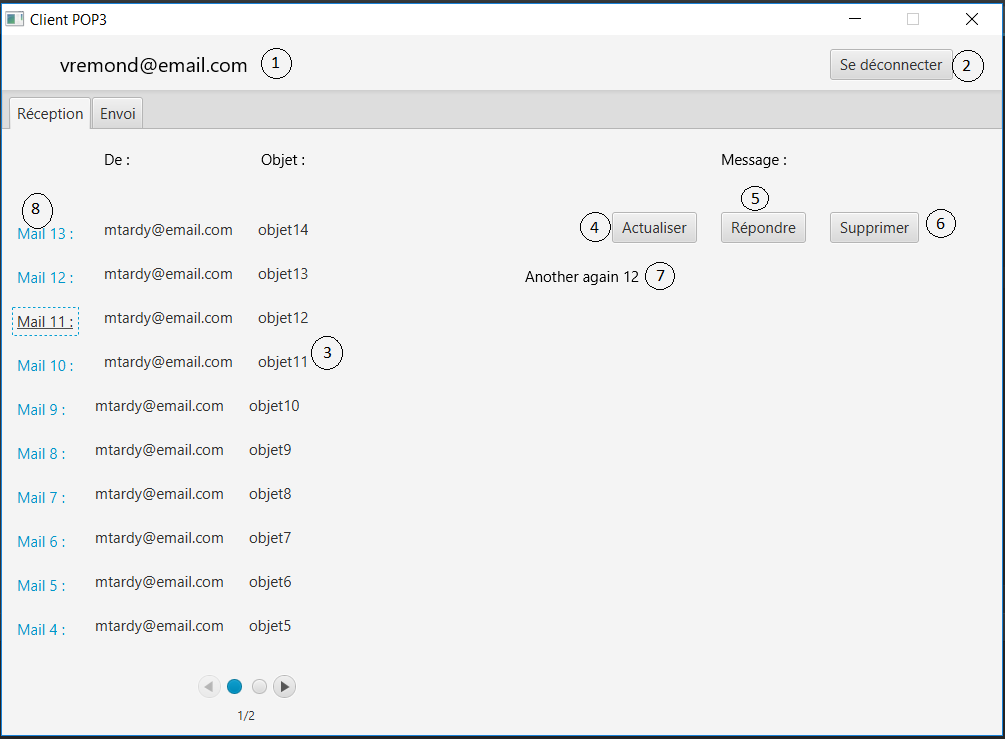 Client POP3
vremond@email.com 1 Se déconnecter 2
Réception Envoi
De : Objet : Message :
8 5
Mail 13 : mtardy@email.com objet14 4 Actualiser Répondre Supprimer 6
Mail 12 : mtardy@email.com objet13 Another again 12 7
Mail 11 : mtardy@email.com objet12
Mail 10 : mtardy@email.com objet11 3
Mail 9 : mtardy@email.com objet10
Mail 8 : mtardy@email.com objet9
Mail 7 : mtardy@email.com objet8
Mail 6 : mtardy@email.com objet7
Mail 5 : mtardy@email.com objet6
Mail 4 : mtardy@email.com objet5
1/2